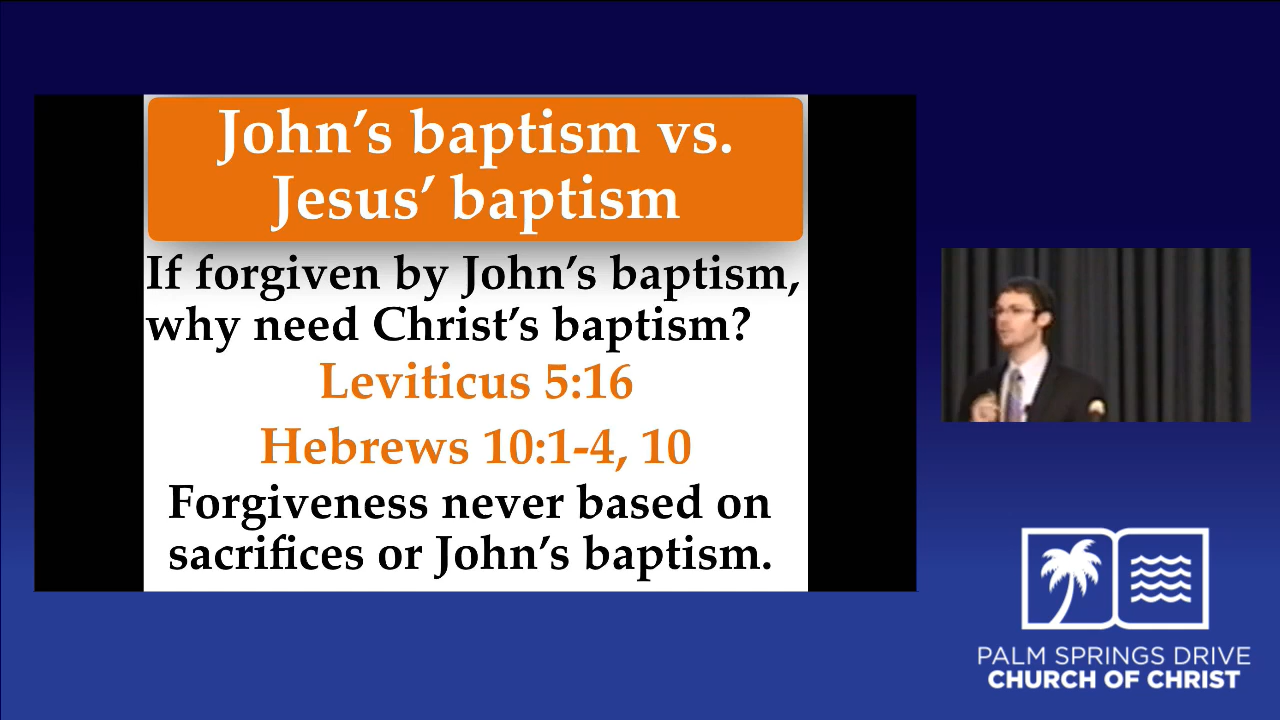 John’s baptism vs.
Jesus’ baptism
If forgiven by John’s baptism,
why need Christ’s baptism?
Leviticus 5:16
Hebrews 10:1-4, 10
Forgiveness never based on
sacrifices or John’s baptism.
PALM SPRINGS DRIVE
CHURCH OF CHRIST